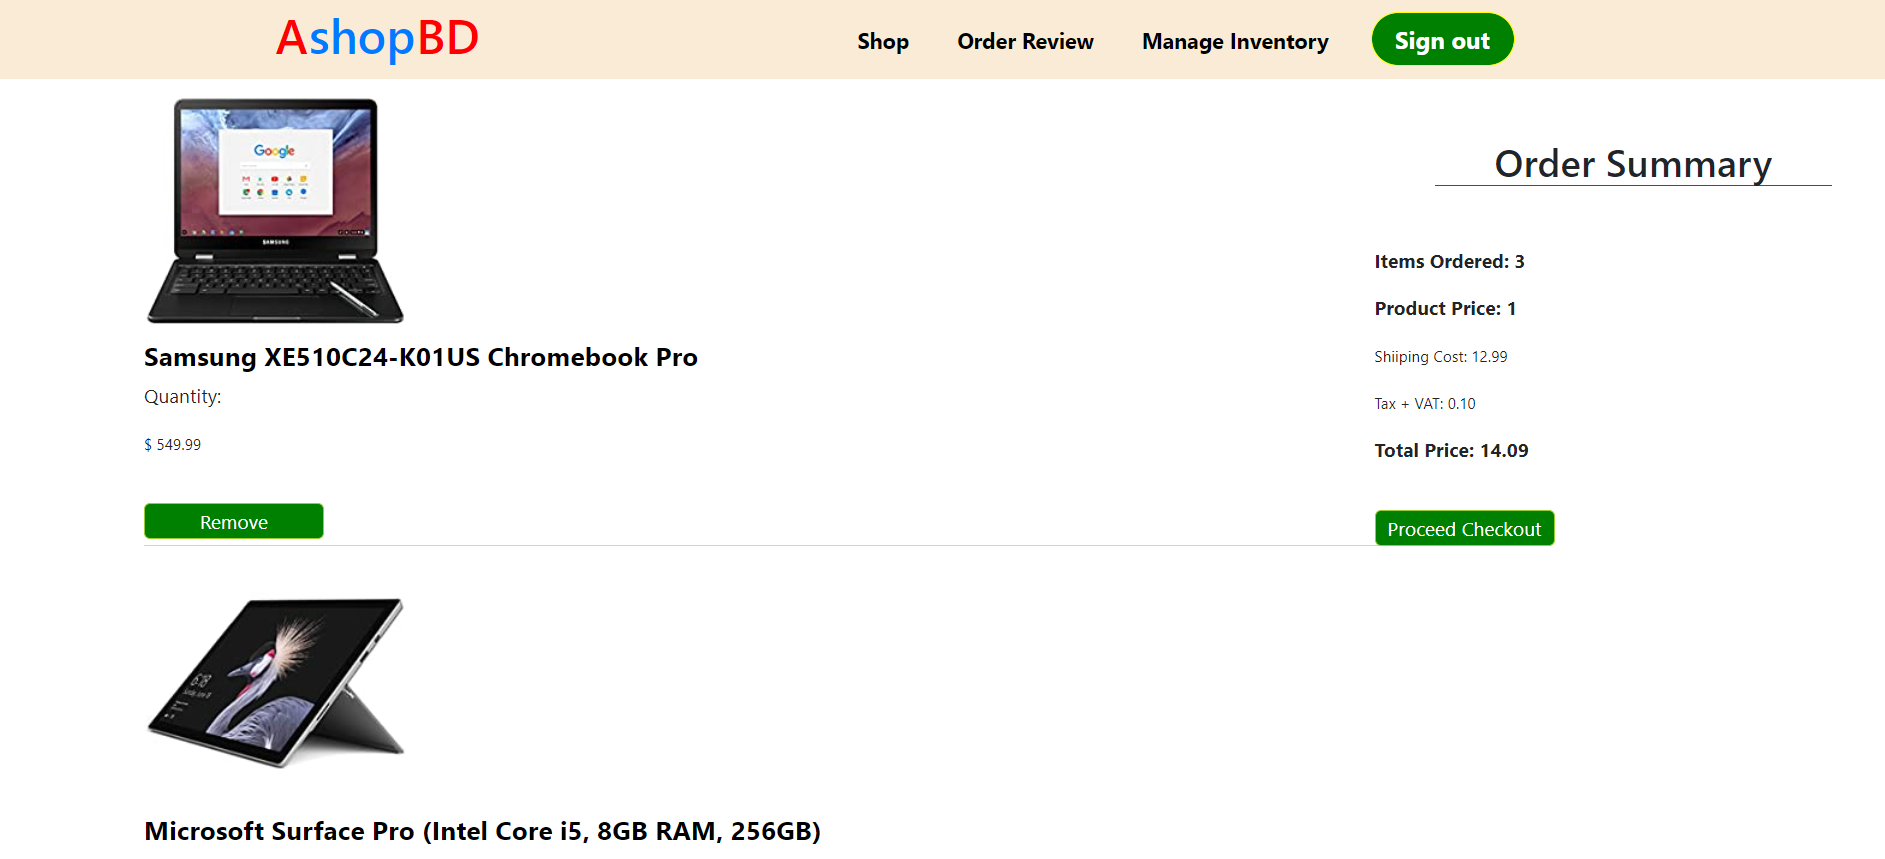 AshopBD
Shop
Order Review
Manage Inventory
Sign out
Google
SAMSUNG
Samsung XE510C24-K01US Chromebook Pro
Quantity:
$ 549.99
Remove
Order Summary
Items Ordered: 3
Product Price: 1
Shiiping Cost: 12.99
Tax + VAT: 0.10
Total Price: 14.09
Proceed Checkout
6:18
Microsoft Surface Pro (Intel Core i5, 8GB RAM, 256GB)